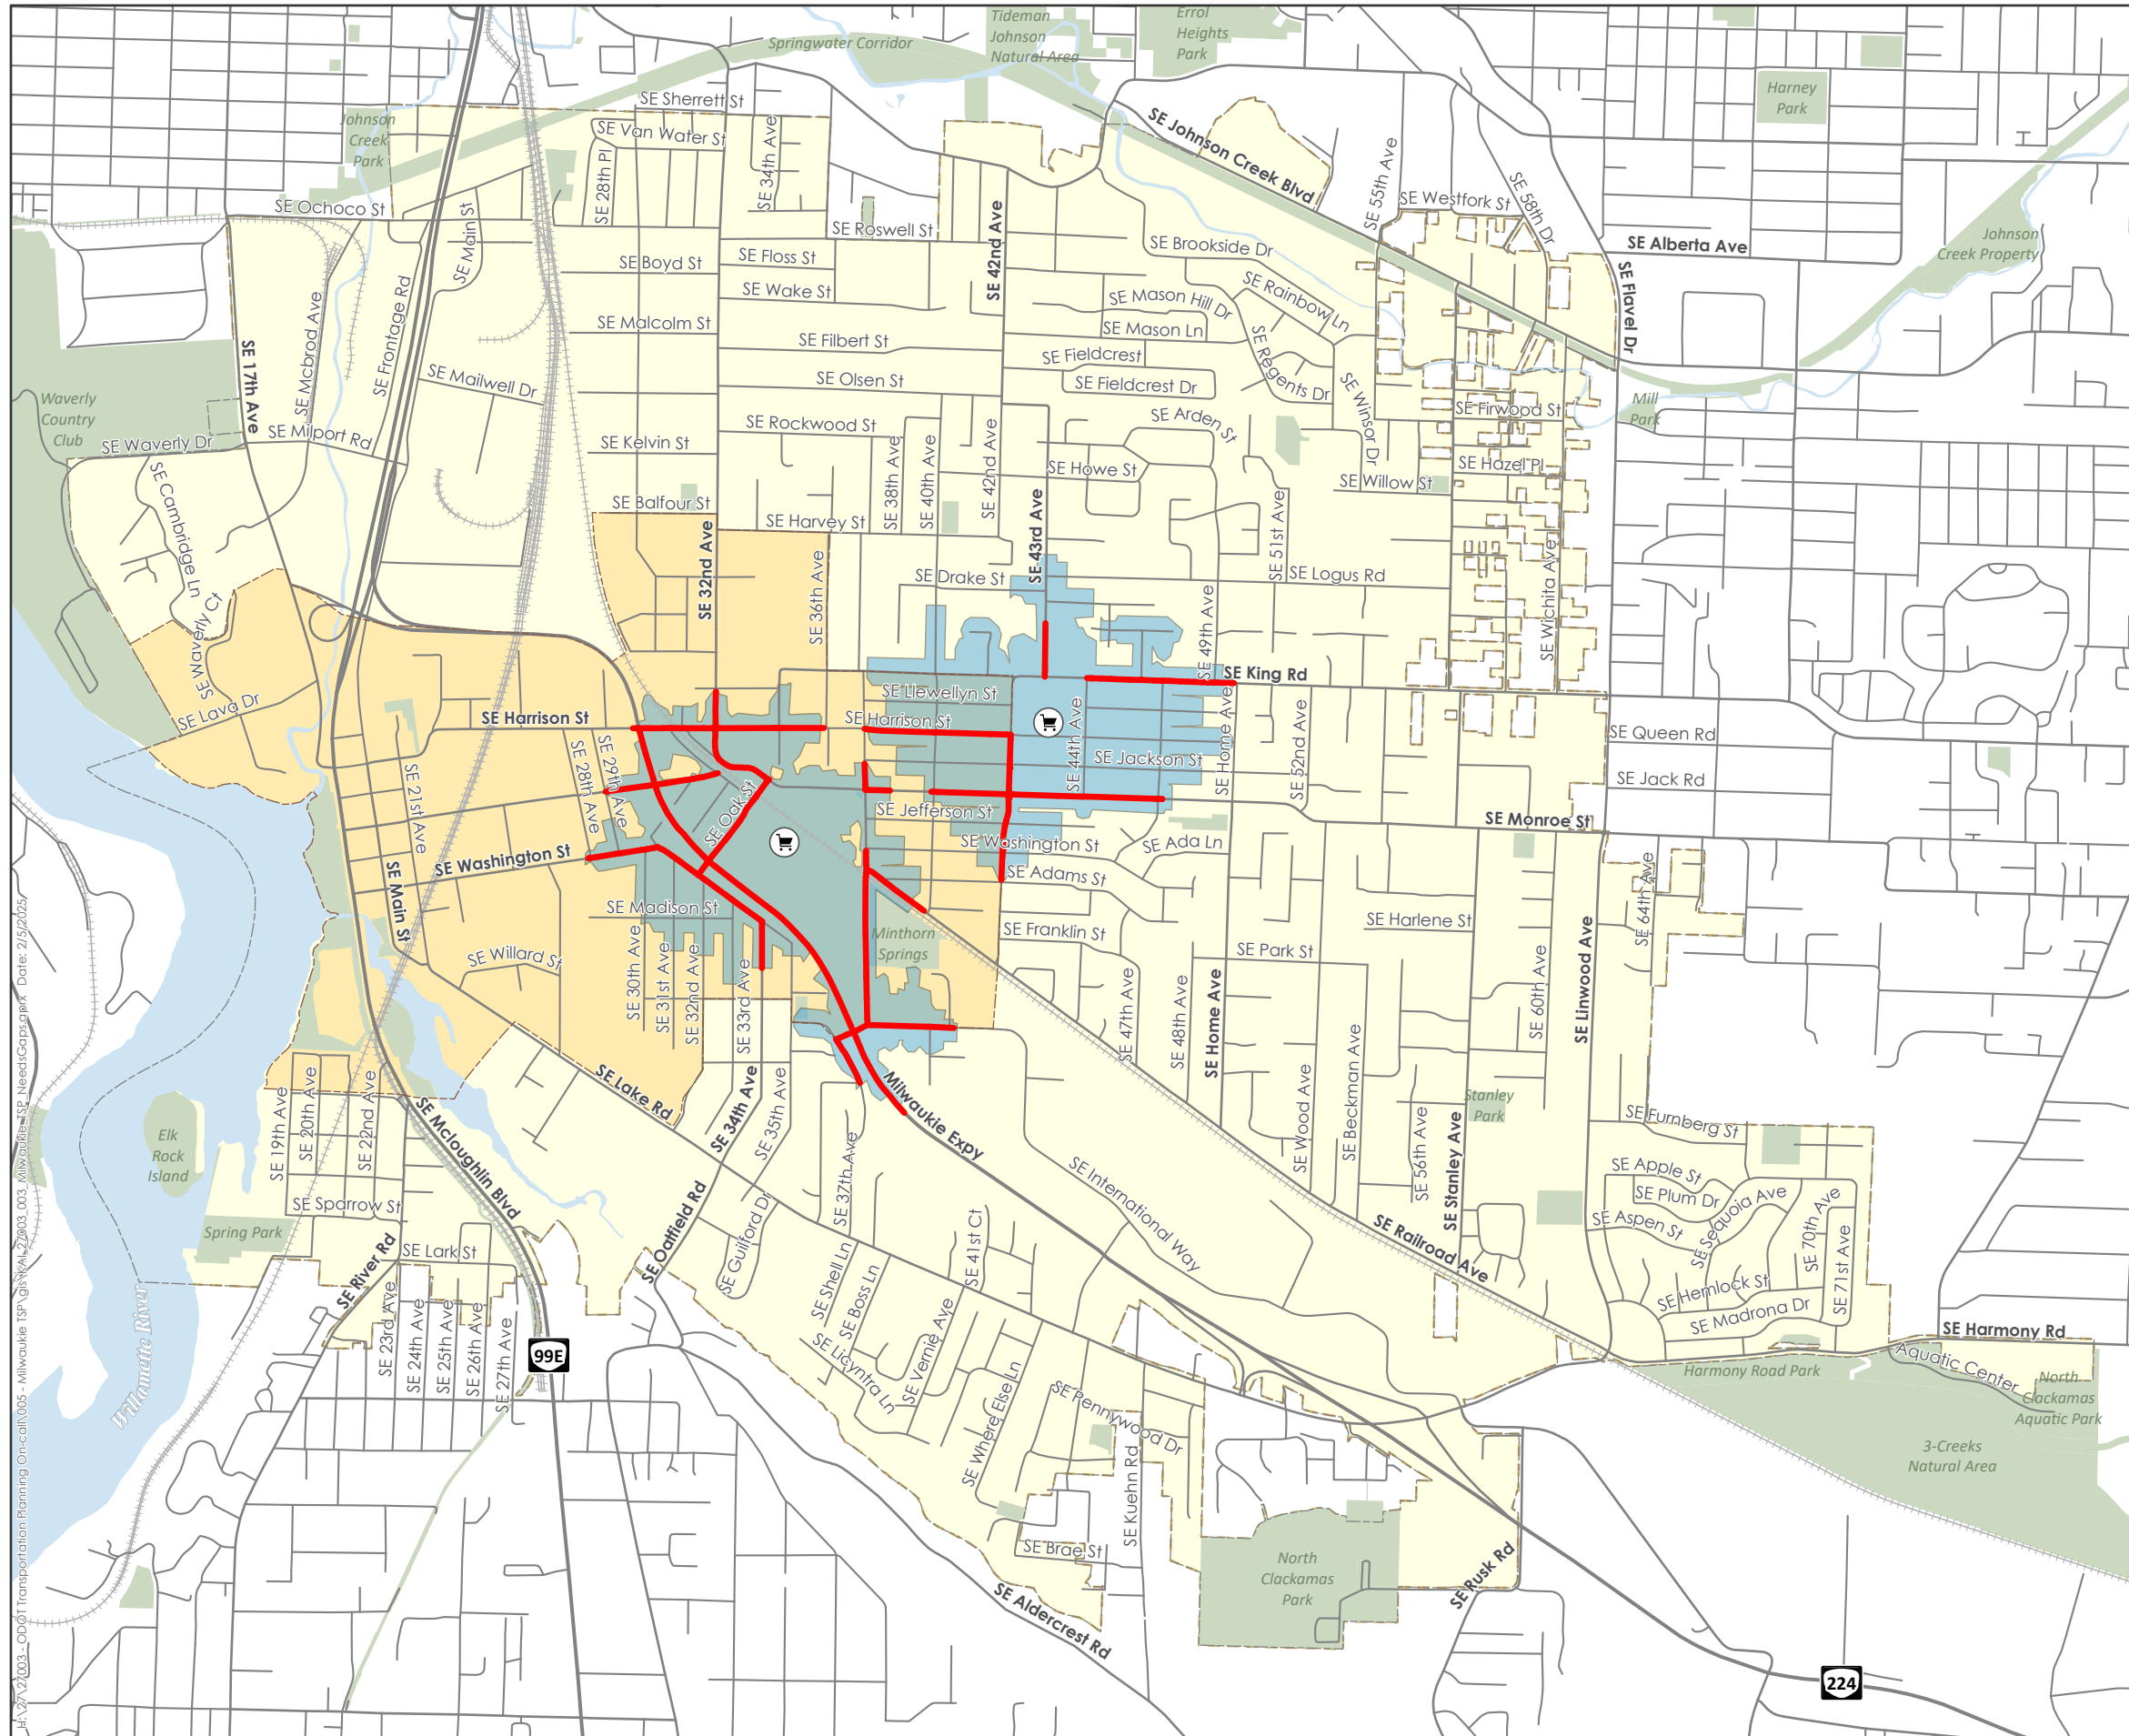 Tideman
Johnson
Natural Area
Errol
Heights
Park
Springwater Corridor
Harney
Park
SE Sherrett St
Johnson
Creek
Park
SE Van Water St
SE 34th Ave
SE 28th Pl
SE Johnson Creek Blvd
SE 55th Ave
SE Westfork St
SE 58th Dr
SE Ochoco St
SE Main St
SE Roswell St
SE 42nd Ave
SE Brookside Dr
SE Alberta Ave
Johnson
Creek Property
SE Boyd St
SE Floss St
SE Flavel Dr
SE Wake St
SE Mason Hill Dr
SE Rainbow Ln
SE Mcbrod Ave
SE Frontage Rd
SE Malcolm St
SE Mason Ln
SE Filbert St
SE Fieldcrest
SE Regents Dr
SE 17th Ave
SE Mailwell Dr
SE Olsen St
SE Fieldcrest Dr
SE Winsor Dr
Waverly
Country
Club
SE Arden St
SE Firwood St
Mill
Park
SE Waverly Dr
SE Milport Rd
SE Kelvin St
SE Rockwood St
SE 38th Ave
SE 40th Ave
SE 42nd Ave
SE Howe St
SE Hazel Pl
SE Willow St
SE Cambridge Ln
SE Balfour St
SE Harvey St
SE 32nd Ave
SE 43rd Ave
SE 51st Ave
SE 36th Ave
SE Drake St
SE Logus Rd
SE Wichita Ave
SE Waverly Ct
SE 49th Ave
SE King Rd
SE Lava Dr
SE Llewellyn St
SE Harrison St
SE Harrison St
SE Queen Rd
SE 28th Ave
SE 29th Ave
SE 44th Ave
SE Jackson St
SE Home Ave
SE 52nd Ave
SE Jack Rd
SE 21st Ave
SE Oak St
SE Jefferson St
SE Monroe St
SE Washington St
SE Washington St
SE Ada Ln
SE Main St
SE Adams St
SE 64th Ave
SE Madison St
Minthorn
Springs
SE Franklin St
SE Harlene St
SE Linwood Ave
SE Willard St
SE 30th Ave
SE 31st Ave
SE 32nd Ave
SE 33rd Ave
SE Park St
SE 60th Ave
SE 47th Ave
SE 48th Ave
SE Home Ave
SE Lake Rd
SE 34th Ave
SE 35th Ave
Milwaukie Expy
SE Wood Ave
SE Beckman Ave
SE 56th Ave
SE Stanley Ave
Stanley
Park
SE Furnberg St
Elk
Rock
Island
SE 19th Ave
SE 20th Ave
SE 22nd Ave
SE Mcloughlin Blvd
SE 37th Ave
SE International Way
SE Apple St
SE Plum Dr
SE Sequoia Ave
SE Aspen St
SE 70th Ave
SE 71st Ave
SE Sparrow St
Spring Park
SE Oatfield Rd
SE Guilford Dr
SE Lark St
SE River Rd
SE Shell Ln
SE Boss Ln
SE 41st Ct
SE Railroad Ave
SE Hemlock St
SE Madrona Dr
SE Harmony Rd
Willamette River
SE 23rd Ave
SE 24th Ave
SE 25th Ave
SE 26th Ave
SE 27th Ave
99E
SE Licyntra Ln
SE Vernie Ave
SE Where Else Ln
SE Pennywood Dr
Harmony Road Park
Aquatic Center
North
Clackamas
Aquatic Park
3-Creeks
Natural Area
SE Kuehn Rd
SE Brae St
North
Clackamas
Park
SE Rusk Rd
SE Aldercrest Rd
224
H:\27\27003 - ODOT Transportation Planning On-call\005 - Milwaukie TSP\gis\KAI_27003_003_Milwaukie_TSP_NeedsGaps.aprx Date: 2/5/2025